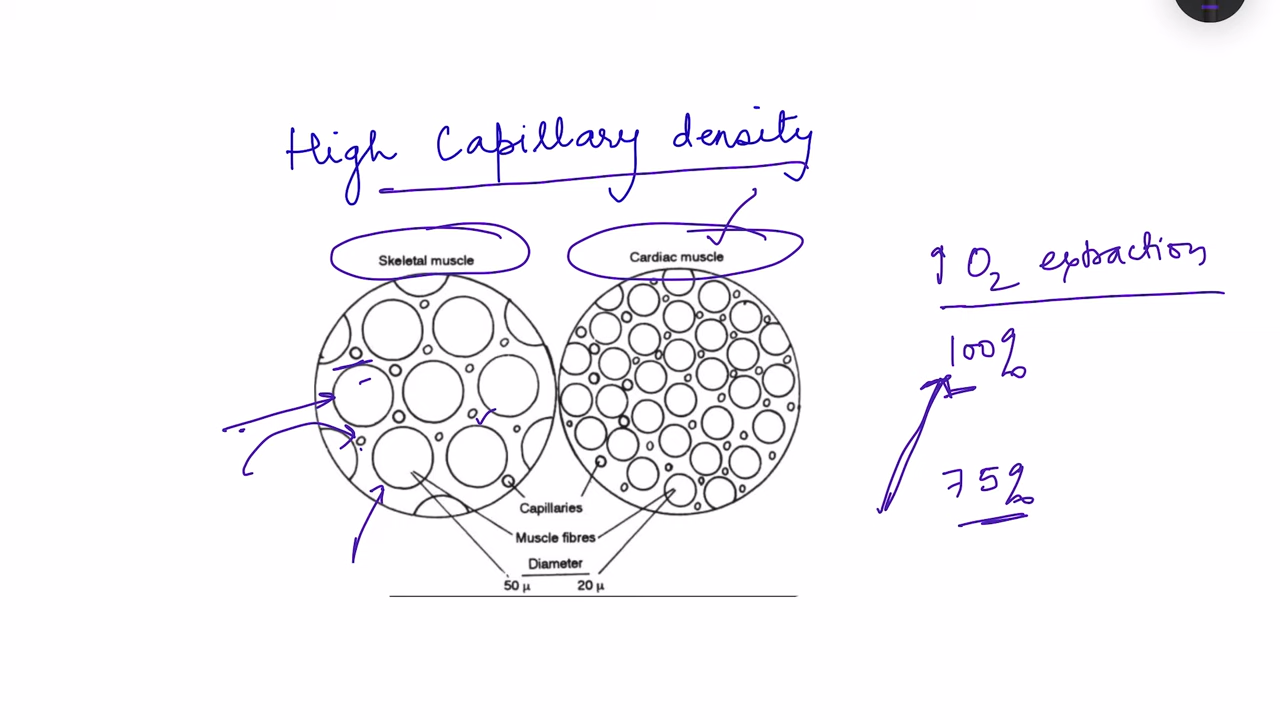 High Capillary density
Skeletal muscle
Cardiac muscle
↑ O₂ extraction
100%
75%
Capillaries
Muscle fibres
Diameter
50 μ
20 μ